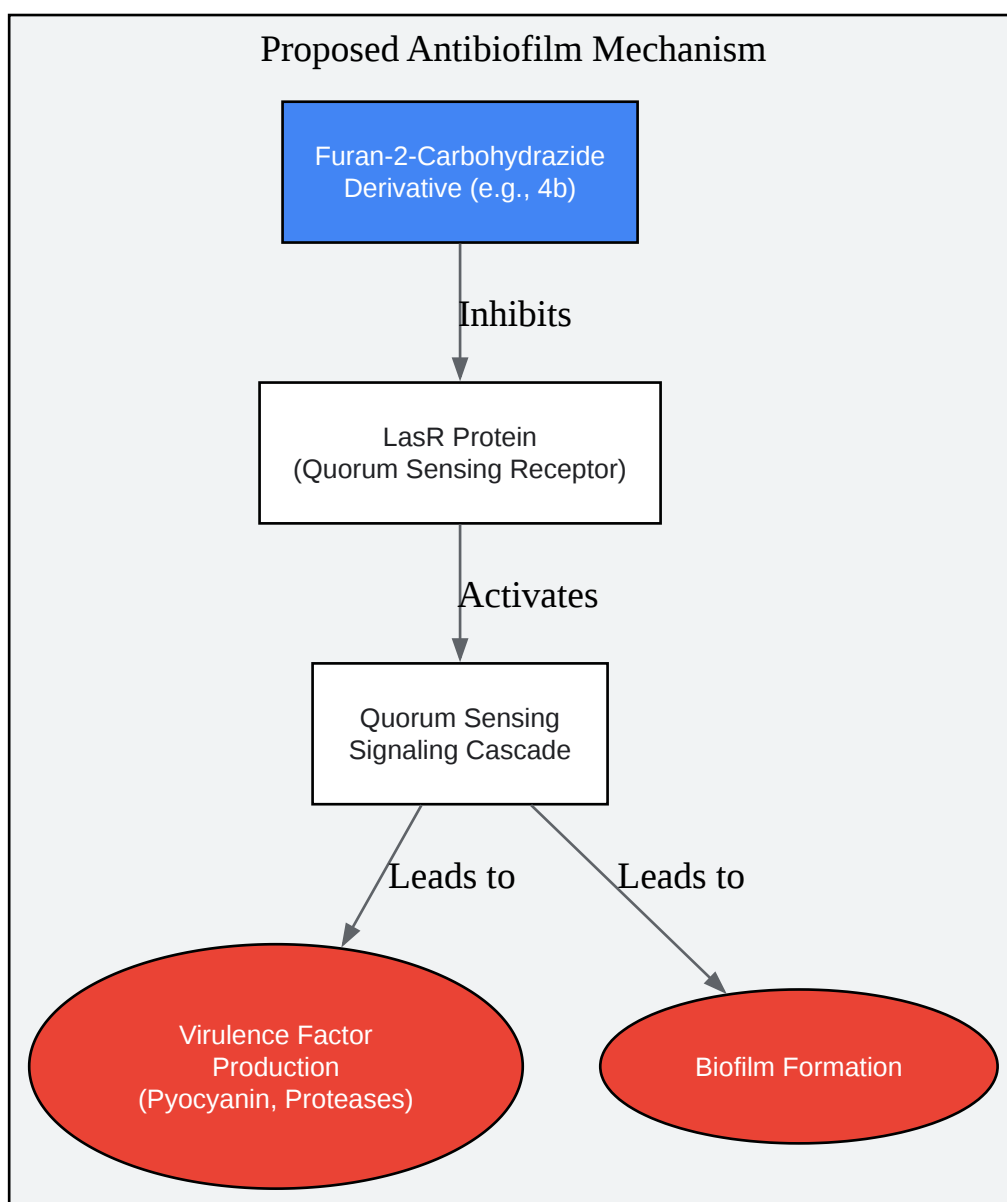 Proposed Antibiofilm Mechanism
Furan-2-Carbohydrazide
Derivative (e.g., 4b)
Inhibits
LasR Protein
(Quorum Sensing Receptor)
Activates
Quorum Sensing
Signaling Cascade
Leads to
Leads to
Virulence Factor
Production
(Pyocyanin, Proteases)
Biofilm Formation